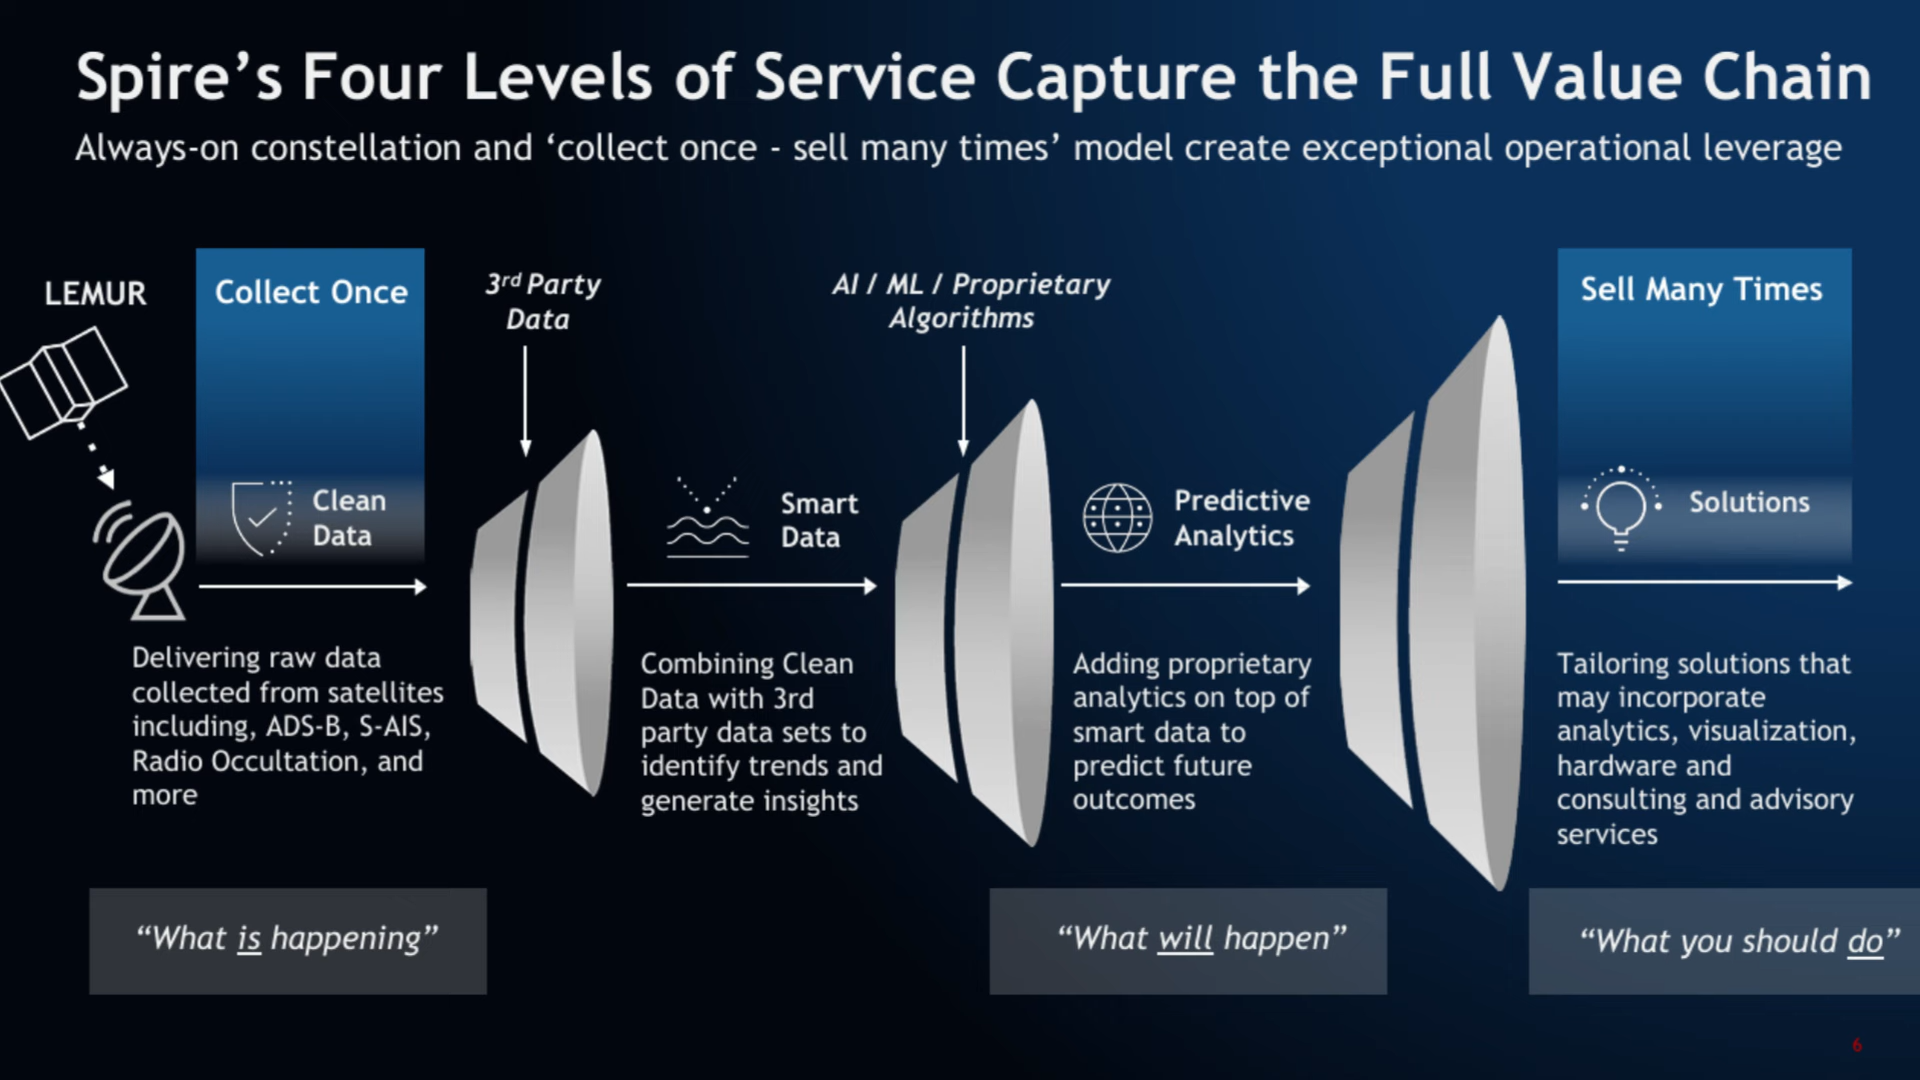 Spire’s Four Levels of Service Capture the Full Value Chain
Always-on constellation and ‘collect once - sell many times’ model create exceptional operational leverage
LEMUR
Collect Once
Clean
Data
Delivering raw data
collected from satellites
including, ADS-B, S-AIS,
Radio Occultation, and
more
3rd Party
Data
Smart
Data
Combining Clean
Data with 3rd
party data sets to
identify trends and
generate insights
AI / ML / Proprietary
Algorithms
Predictive
Analytics
Adding proprietary
analytics on top of
smart data to
predict future
outcomes
Sell Many Times
Solutions
Tailoring solutions that
may incorporate
analytics, visualization,
hardware and
consulting and advisory
services
“What is happening”
“What will happen”
“What you should do”
6